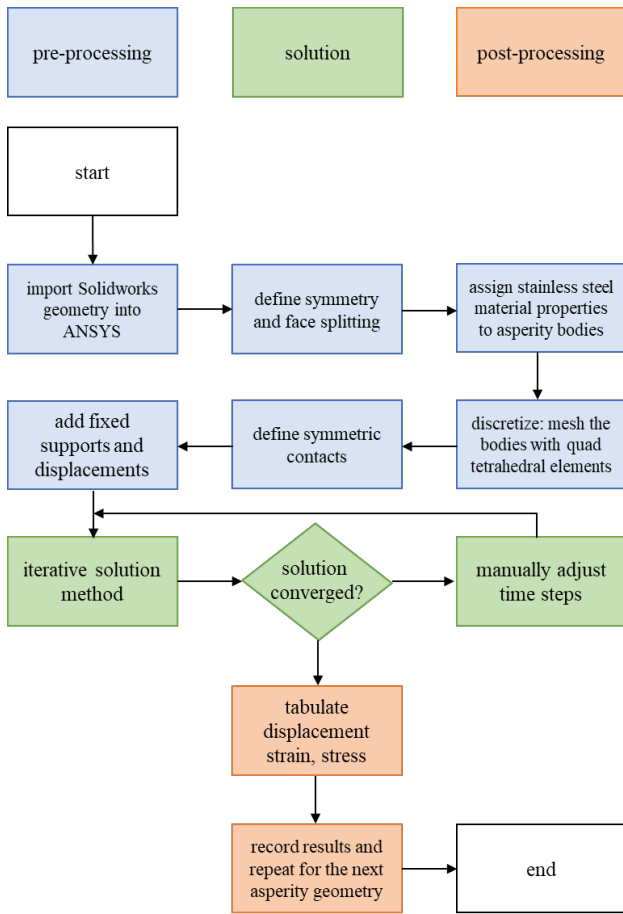 pre-processing
solution
post-processing
start
import Solidworks
geometry into
ANSYS
define symmetry
and face splitting
assign stainless steel
material properties
to asperity bodies
add fixed
supports and
displacements
define symmetric
contacts
discretize: mesh the
bodies with quad
tetrahedral elements
iterative solution
method
solution
converged?
manually adjust
time steps
tabulate
displacement
strain, stress
record results and
repeat for the next
asperity geometry
end